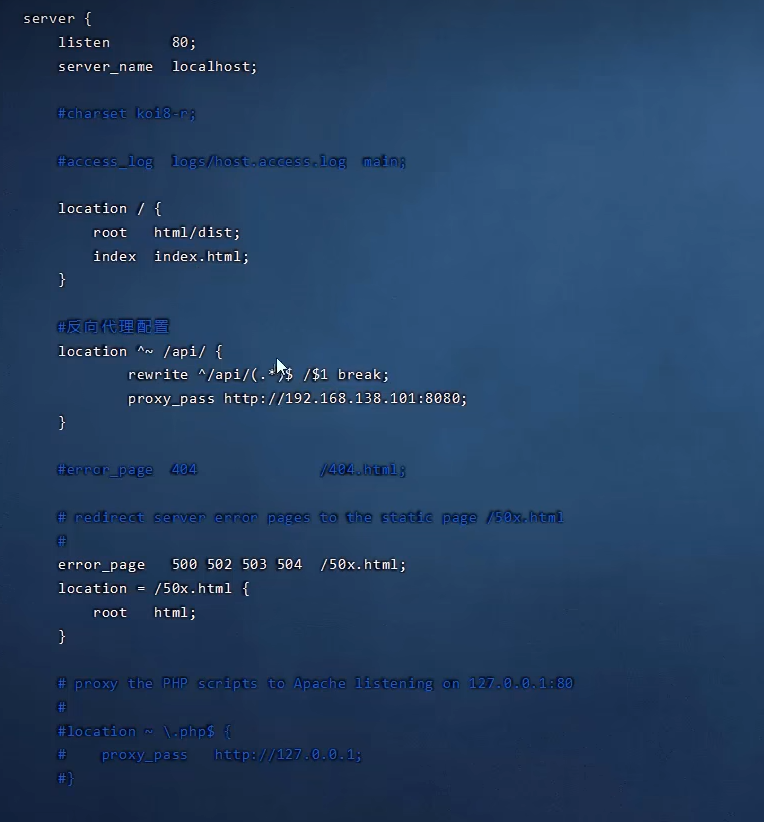 server {
    listen       80;
    server_name  localhost;
    #charset koi8-r;
    #access_log  logs/host.access.log  main;
    location / {
        root   html/dist;
        index  index.html;
    }
    #反向代理配置
    location ^~ /api/ {
            rewrite ^/api/(.*)$ /$1 break;
            proxy_pass http://192.168.138.101:8080;
    }
    #error_page  404              /404.html;
    # redirect server error pages to the static page /50x.html
    #
    error_page   500 502 503 504  /50x.html;
    location = /50x.html {
        root   html;
    }
    # proxy the PHP scripts to Apache listening on 127.0.0.1:80
    #
    #location ~ \.php$ {
    #    proxy_pass   http://127.0.0.1;
    #}